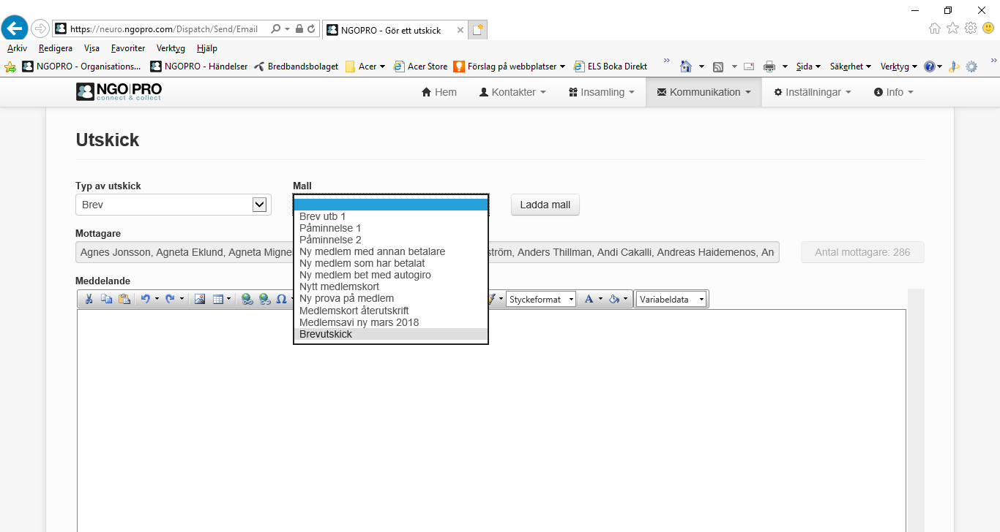 https://neuro.ngopro.com/Dispatch/Send/Email
NGOPRO - Gör ett utskick
Arkiv Redigera Visa Favoriter Verktyg Hjälp
NGOPRO - Organisations... NGOPRO - Händelser Bredbandsbolaget Acer Acer Store Förslag på webbplatser ELS Boka Direkt » Sida Säkerhet Verktyg »
NGO|PRO
connect & collect
Hem Kontakter Insamling Kommunikation Inställningar Info
Utskick
Typ av utskick Mall
Brev Ladda mall
Brev utb 1
Påminnelse 1
Påminnelse 2
Ny medlem med annan betalare
Ny medlem som har betalat
Ny medlem bet med autogiro
Nytt medlemskort
Ny prova på medlem
Medlemskort återutskrift
Medlemsavi ny mars 2018
Brevutskick
Mottagare
Agnes Jonsson, Agneta Eklund, Agneta Migne ström, Anders Thillman, Andi Cakalli, Andreas Haidemenos, An Antal mottagare: 286
Meddelande
Styckeformat A Variabeldata